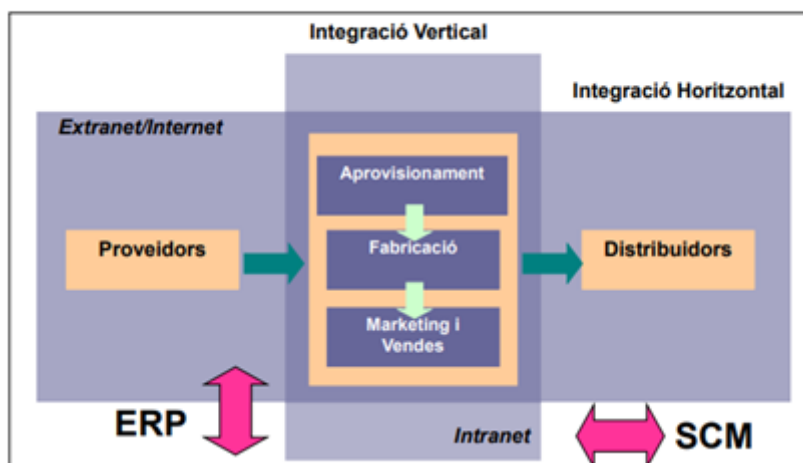 Integració Vertical
Integració Horitzontal
Extranet/Internet
Aprovisionament
Proveidors
Fabricació
Distribuidors
Marketing i
Vendes
ERP
Intranet
SCM